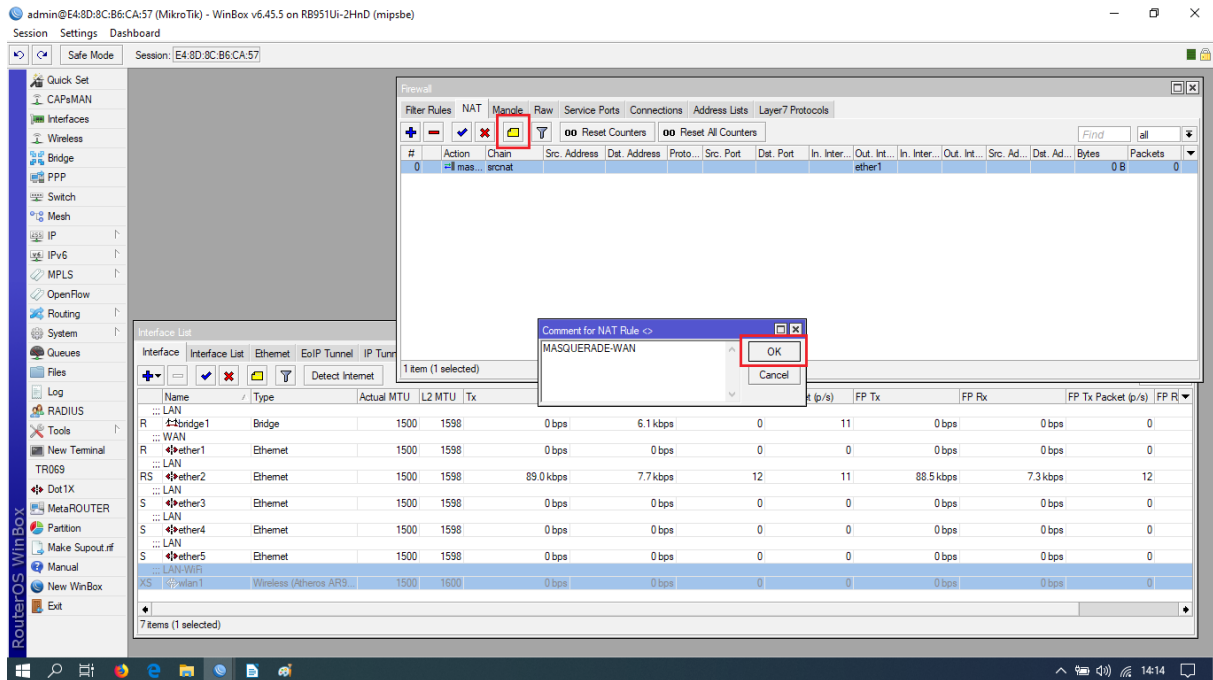 admin@E4:8D:8C:B6:CA:57 (MikroTik) - WinBox v6.45.5 on RB951Ui-2HnD (mipsbe)
Session Settings Dashboard
Safe Mode Session: E4:8D:8C:B6:CA:57
Quick Set
CAPsMAN
Interfaces
Wireless
Bridge
PPP
Switch
Mesh
IP
IPv6
MPLS
OpenFlow
Routing
System
Queues
Files
Log
RADIUS
Tools
New Terminal
TR069
Dot1X
MetaROUTER
Partition
Make Supout.rif
Manual
New WinBox
Exit
RouterOS WinBox
Firewall
Filter Rules NAT Mangle Raw Service Ports Connections Address Lists Layer7 Protocols
00 Reset Counters 00 Reset All Counters Find all
# Action Chain Src. Address Dst. Address Proto... Src. Port Dst. Port In. Inter... Out. Int... In. Inter... Out. Int... Src. Ad... Dst. Ad... Bytes Packets
0 mas... srcnat ether1 0 B 0
1 item (1 selected)
Comment for NAT Rule <>
MASQUERADE-WAN
OK
Cancel
Interface List
Interface Interface List Ethernet EoIP Tunnel IP Tunn
Detect Internet
Name Type Actual MTU L2 MTU Tx et (p/s) FP Tx FP Rx FP Tx Packet (p/s) FP R
;;; LAN
R bridge1 Bridge 1500 1598 0 bps 6.1 kbps 0 11 0 bps 0 bps 0
;;; WAN
R ether1 Ethernet 1500 1598 0 bps 0 bps 0 0 0 bps 0 bps 0
;;; LAN
RS ether2 Ethernet 1500 1598 89.0 kbps 7.7 kbps 12 11 88.5 kbps 7.3 kbps 12
;;; LAN
S ether3 Ethernet 1500 1598 0 bps 0 bps 0 0 0 bps 0 bps 0
;;; LAN
S ether4 Ethernet 1500 1598 0 bps 0 bps 0 0 0 bps 0 bps 0
;;; LAN
S ether5 Ethernet 1500 1598 0 bps 0 bps 0 0 0 bps 0 bps 0
;;; LAN-WiFi
XS wlan1 Wireless (Atheros AR9... 1500 1600 0 bps 0 bps 0 0 0 bps 0 bps 0
7 items (1 selected)
14:14